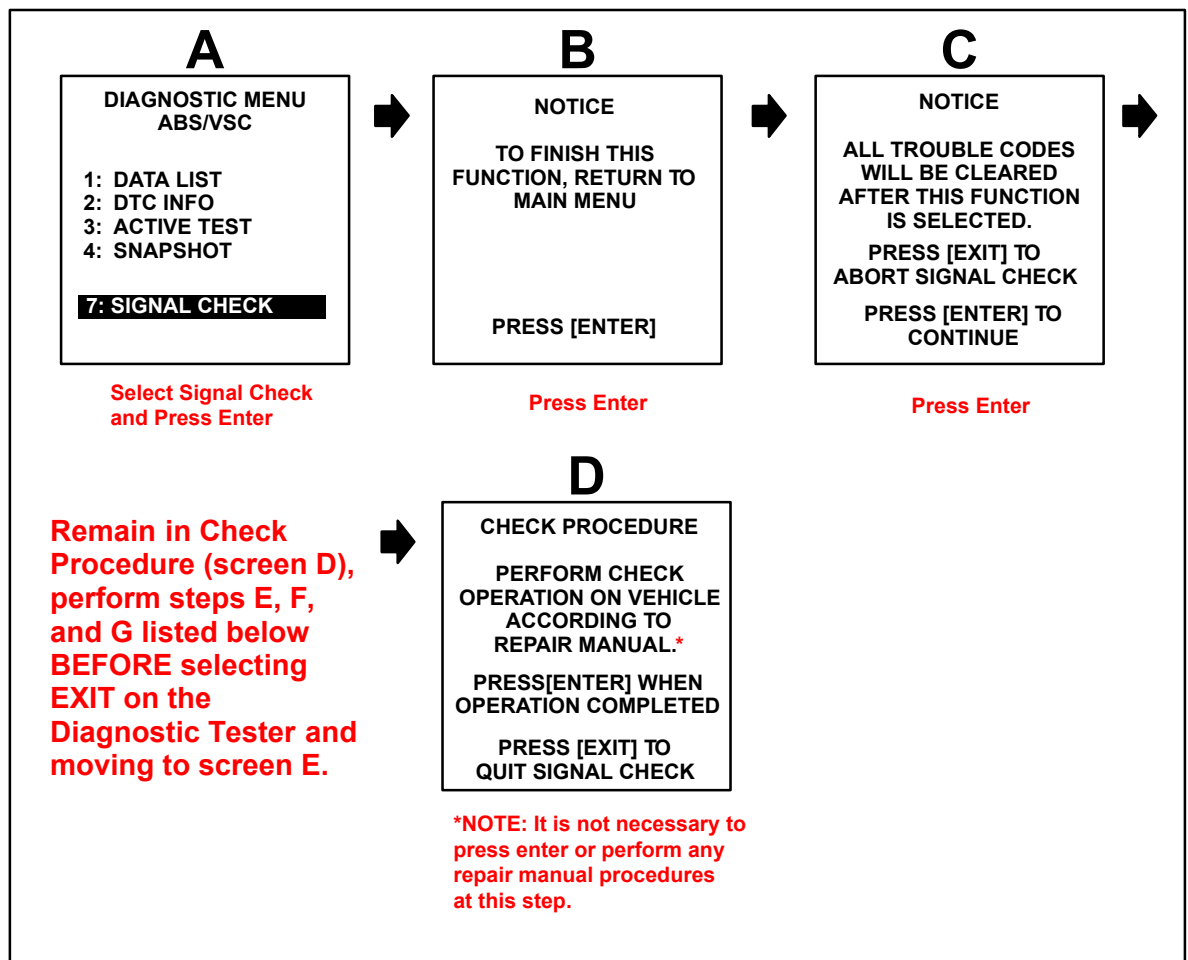 A
DIAGNOSTIC MENU
ABS/VSC
1: DATA LIST
2: DTC INFO
3: ACTIVE TEST
4: SNAPSHOT
7: SIGNAL CHECK
Select Signal Check
and Press Enter
B
NOTICE
TO FINISH THIS
FUNCTION, RETURN TO
MAIN MENU
PRESS [ENTER]
Press Enter
C
NOTICE
ALL TROUBLE CODES
WILL BE CLEARED
AFTER THIS FUNCTION
IS SELECTED.
PRESS [EXIT] TO
ABORT SIGNAL CHECK
PRESS [ENTER] TO
CONTINUE
Press Enter
Remain in Check
Procedure (screen D),
perform steps E, F,
and G listed below
BEFORE selecting
EXIT on the
Diagnostic Tester and
moving to screen E.
D
CHECK PROCEDURE
PERFORM CHECK
OPERATION ON VEHICLE
ACCORDING TO
REPAIR MANUAL.*
PRESS[ENTER] WHEN
OPERATION COMPLETED
PRESS [EXIT] TO
QUIT SIGNAL CHECK
*NOTE: It is not necessary to
press enter or perform any
repair manual procedures
at this step.